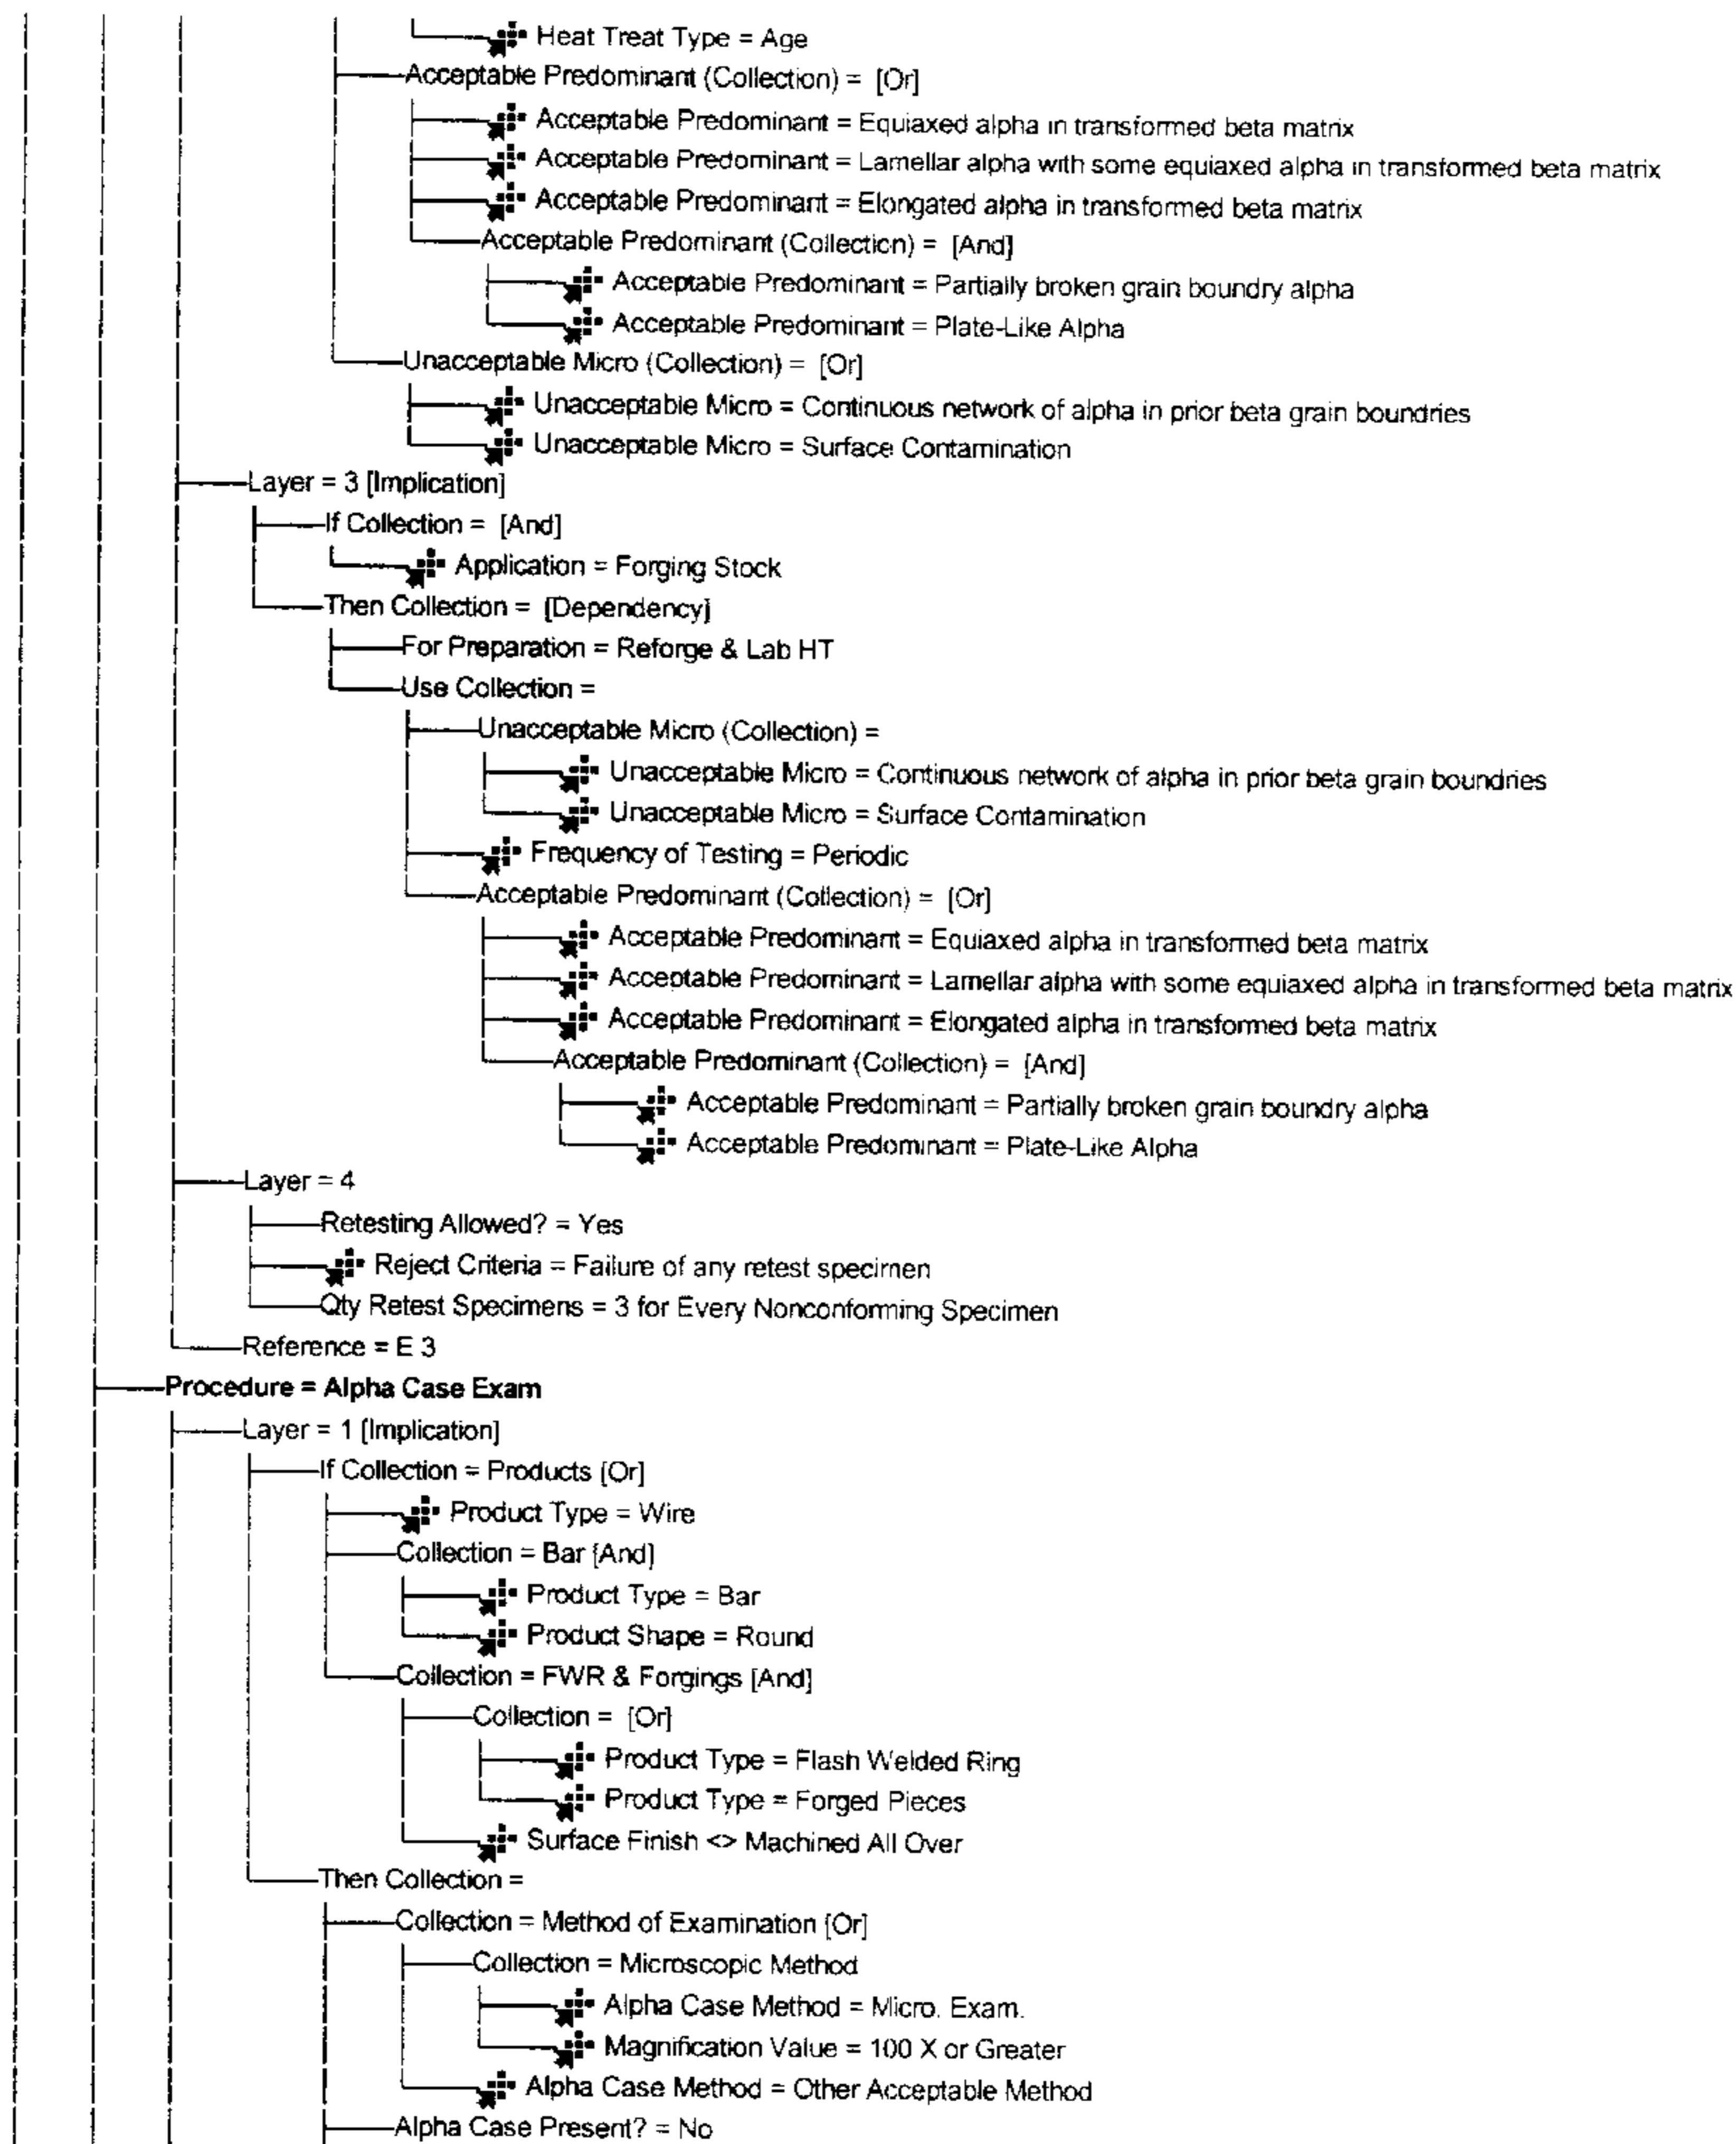 Heat Treat Type = Age
Acceptable Predominant (Collection) = [Or]
Acceptable Predominant = Equiaxed alpha in transformed beta matrix
Acceptable Predominant = Lamellar alpha with some equiaxed alpha in transformed beta matrix
Acceptable Predominant = Elongated alpha in transformed beta matrix
Acceptable Predominant (Collection) = [And]
Acceptable Predominant = Partially broken grain boundry alpha
Acceptable Predominant = Plate-Like Alpha
Unacceptable Micro (Collection) = [Or]
Unacceptable Micro = Continuous network of alpha in prior beta grain boundries
Unacceptable Micro = Surface Contamination
Layer = 3 [Implication]
If Collection = [And]
Application = Forging Stock
Then Collection = [Dependency]
For Preparation = Reforge & Lab HT
Use Collection =
Unacceptable Micro (Collection) =
Unacceptable Micro = Continuous network of alpha in prior beta grain boundries
Unacceptable Micro = Surface Contamination
Frequency of Testing = Periodic
Acceptable Predominant (Collection) = [Or]
Acceptable Predominant = Equiaxed alpha in transformed beta matrix
Acceptable Predominant = Lamellar alpha with some equiaxed alpha in transformed beta matrix
Acceptable Predominant = Elongated alpha in transformed beta matrix
Acceptable Predominant (Collection) = [And]
Acceptable Predominant = Partially broken grain boundry alpha
Acceptable Predominant = Plate-Like Alpha
Layer = 4
Retesting Allowed? = Yes
Reject Criteria = Failure of any retest specimen
Qty Retest Specimens = 3 for Every Nonconforming Specimen
Reference = E 3
Procedure = Alpha Case Exam
Layer = 1 [Implication]
If Collection = Products [Or]
Product Type = Wire
Collection = Bar [And]
Product Type = Bar
Product Shape = Round
Collection = FWR & Forgings [And]
Collection = [Or]
Product Type = Flash Welded Ring
Product Type = Forged Pieces
Surface Finish <> Machined All Over
Then Collection =
Collection = Method of Examination [Or]
Collection = Microscopic Method
Alpha Case Method = Micro. Exam.
Magnification Value = 100 X or Greater
Alpha Case Method = Other Acceptable Method
Alpha Case Present? = No